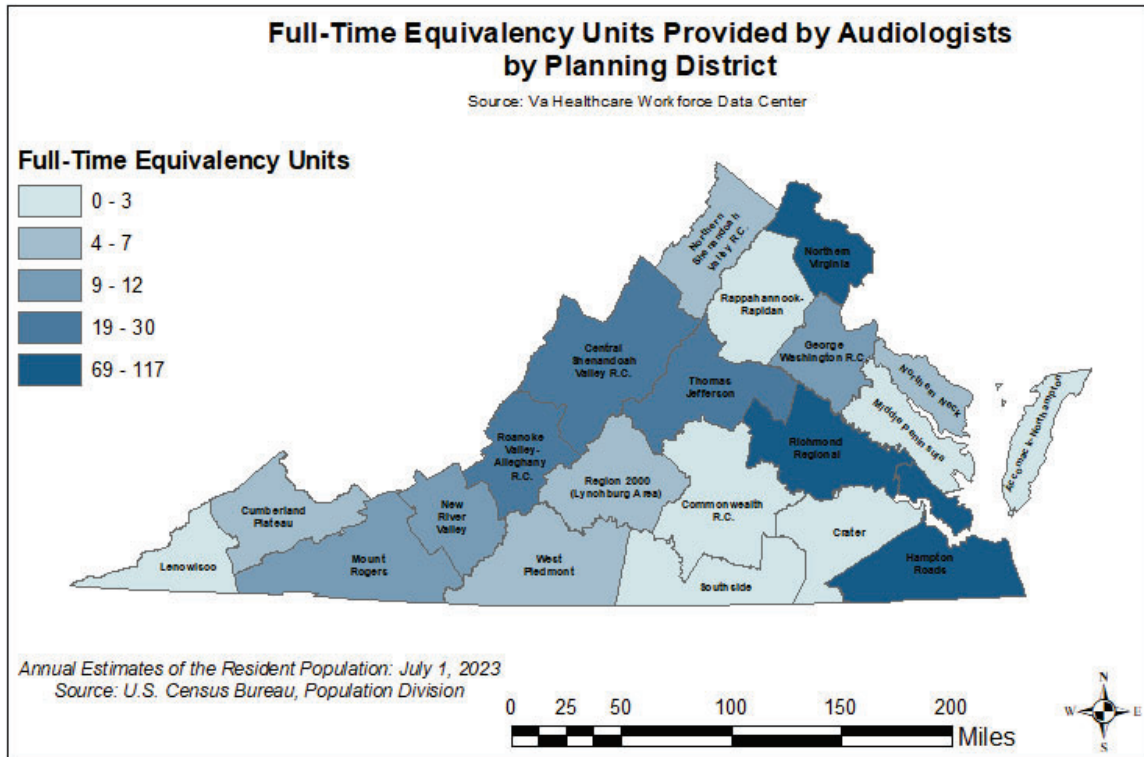 Full-Time Equivalency Units Provided by Audiologists
by Planning District
Source: Va Healthcare Workforce Data Center
Full-Time Equivalency Units
0 - 3
4 - 7
9 - 12
19 - 30
69 - 117
Northern
Shenandoah
Valley R.C.
Northern
Virginia
Rappahannook-
Rapidan
Central
Shenandoah
Valley R.C.
George
Washington R.C.
Northern Neck
Thomas
Jefferson
Middle Peninsula
Accomack-Northampton
Roanoke
Valley-
Alleghany
R.C.
Richmond
Regional
Region 2000
(Lynchburg Area)
Commonwealth
R.C.
Cumberland
Plateau
New
River
Valley
Crater
Lenowisco
Mount
Rogers
West
Piedmont
Southside
Hampton
Roads
Annual Estimates of the Resident Population: July 1, 2023
Source: U.S. Census Bureau, Population Division
0 25 50 100 150 200
Miles
N
W E
S